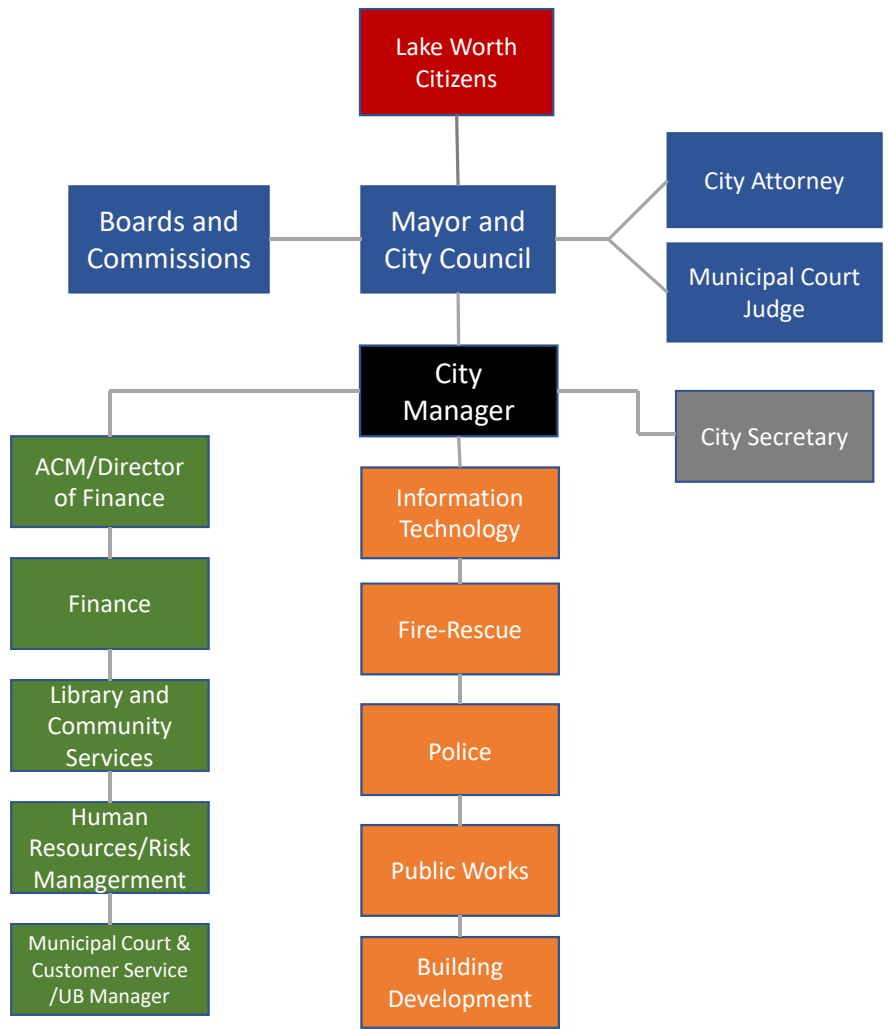 Lake Worth
Citizens
Boards and
Commissions
Mayor and
City Council
City Attorney
Municipal Court
Judge
City
Manager
City Secretary
ACM/Director
of Finance
Finance
Library and
Community
Services
Human
Resources/Risk
Managerment
Municipal Court &
Customer Service
/UB Manager
Information
Technology
Fire-Rescue
Police
Public Works
Building
Development